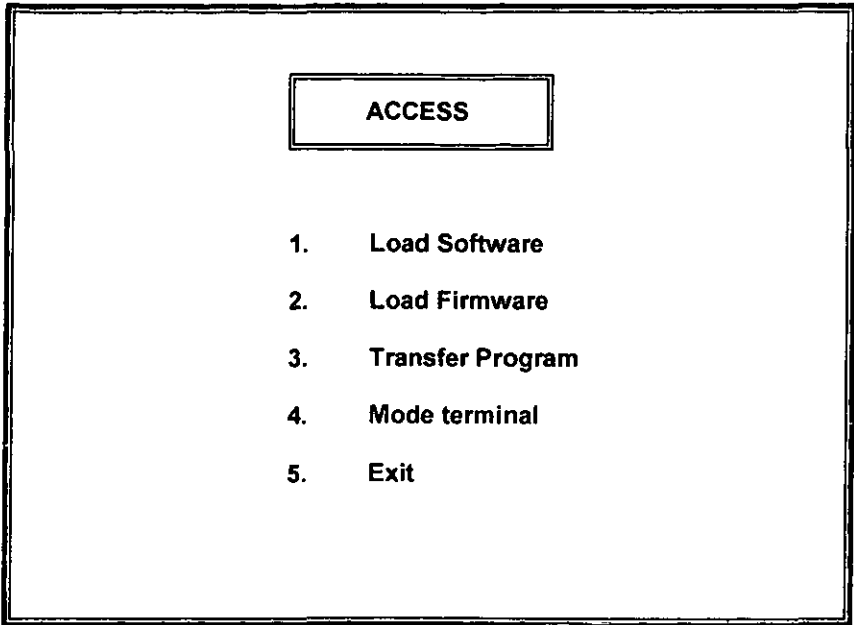 ACCESS
1. Load Software
2. Load Firmware
3. Transfer Program
4. Mode terminal
5. Exit